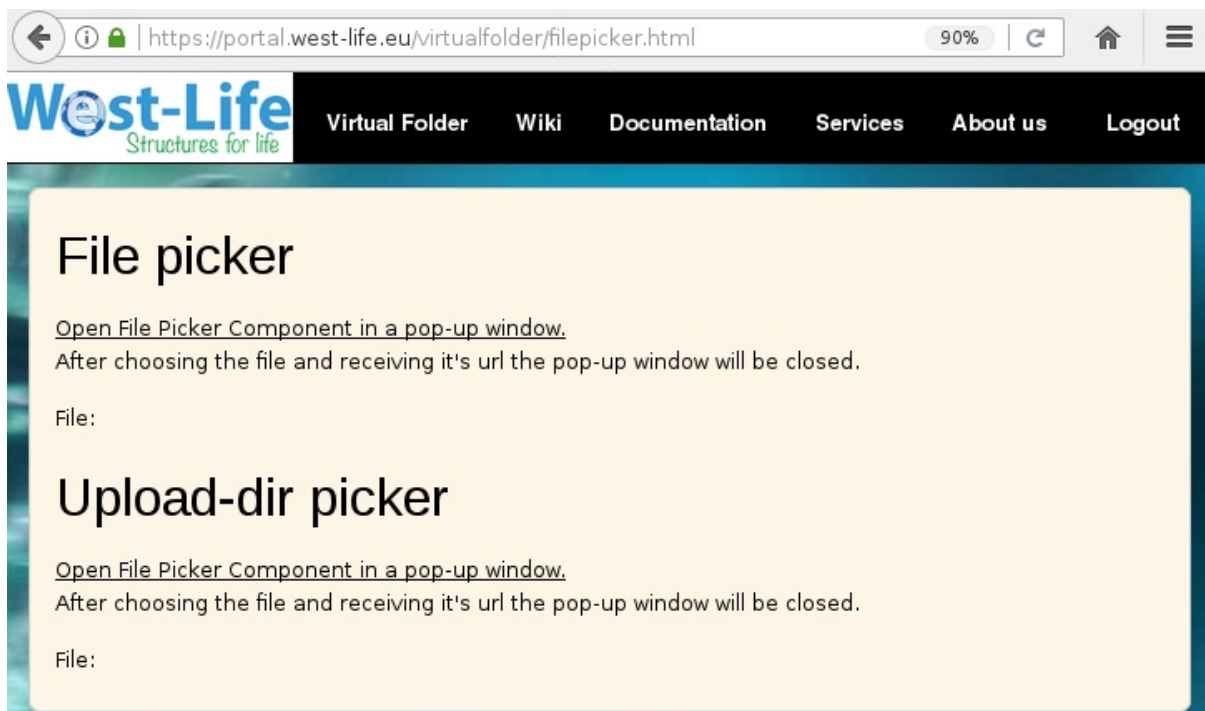 https://portal.west-life.eu/virtualfolder/filepicker.html 90%
West-Life
Structures for life
Virtual Folder Wiki Documentation Services About us Logout
File picker
Open File Picker Component in a pop-up window.
After choosing the file and receiving it's url the pop-up window will be closed.
File:
Upload-dir picker
Open File Picker Component in a pop-up window.
After choosing the file and receiving it's url the pop-up window will be closed.
File: